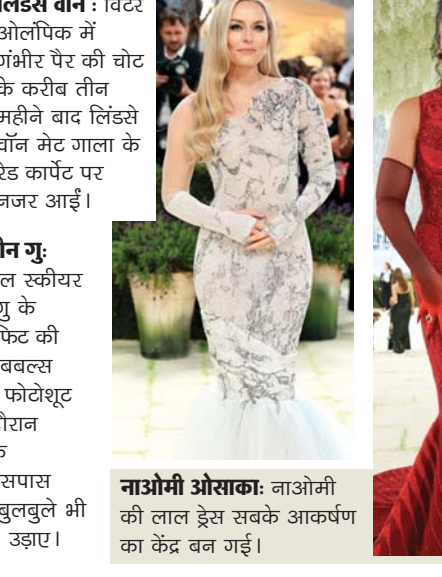 लिंडसे वॉन : विंटर
ओलंपिक में
गंभीर पैर की चोट
के करीब तीन
महीने बाद लिंडसे
वॉन मेट गाला के
रेड कार्पेट पर
नजर आईं।
गु:
स्कीयर
गु के
की
बबल्स
फोटोशूट
बुलबुले भी
उड़ाए।
नाओमी ओसाका: नाओमी
की लाल ड्रेस सबके आकर्षण
का केंद्र बन गई।